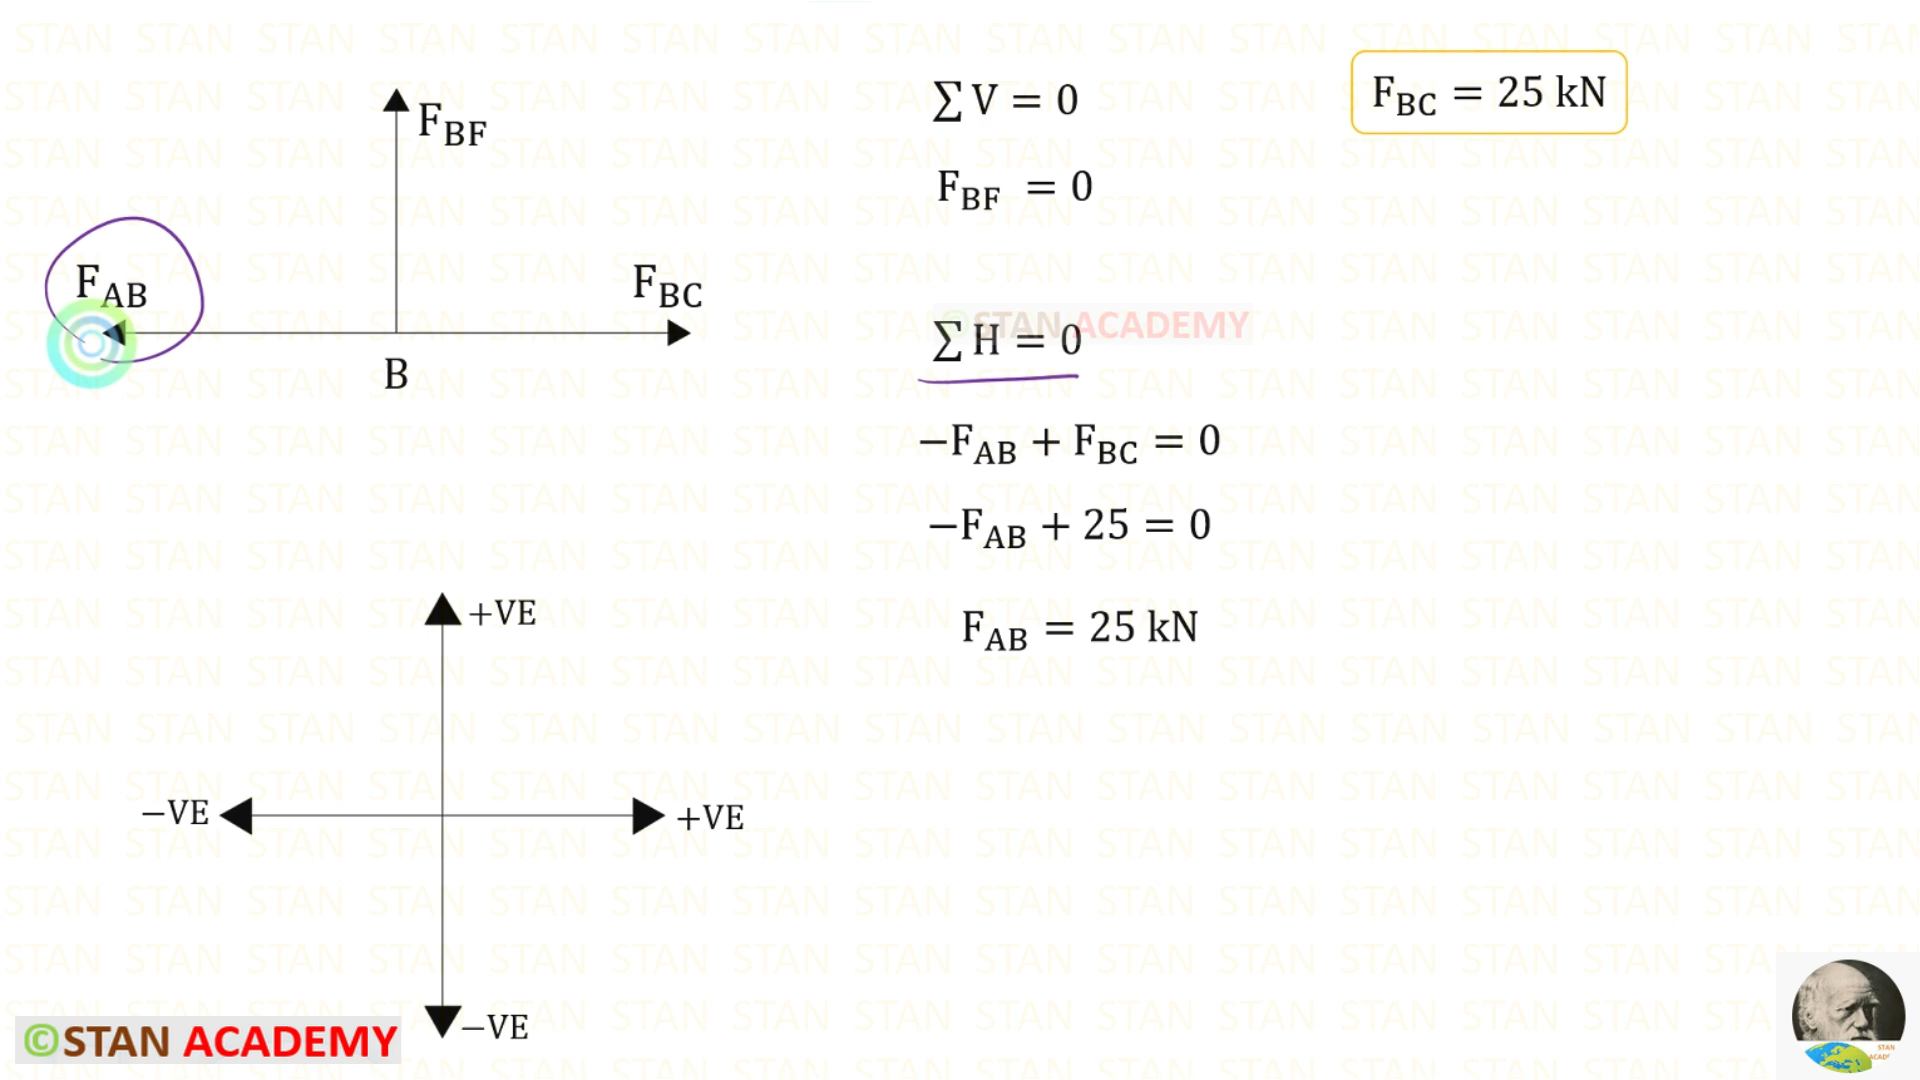 F_BF
F_AB
F_BC
B
∑ V = 0
F_BF = 0
∑ H = 0
−F_AB + F_BC = 0
−F_AB + 25 = 0
F_AB = 25 kN
F_BC = 25 kN
+VE
−VE
+VE
−VE
©STAN ACADEMY
©STAN ACADEMY
STAN